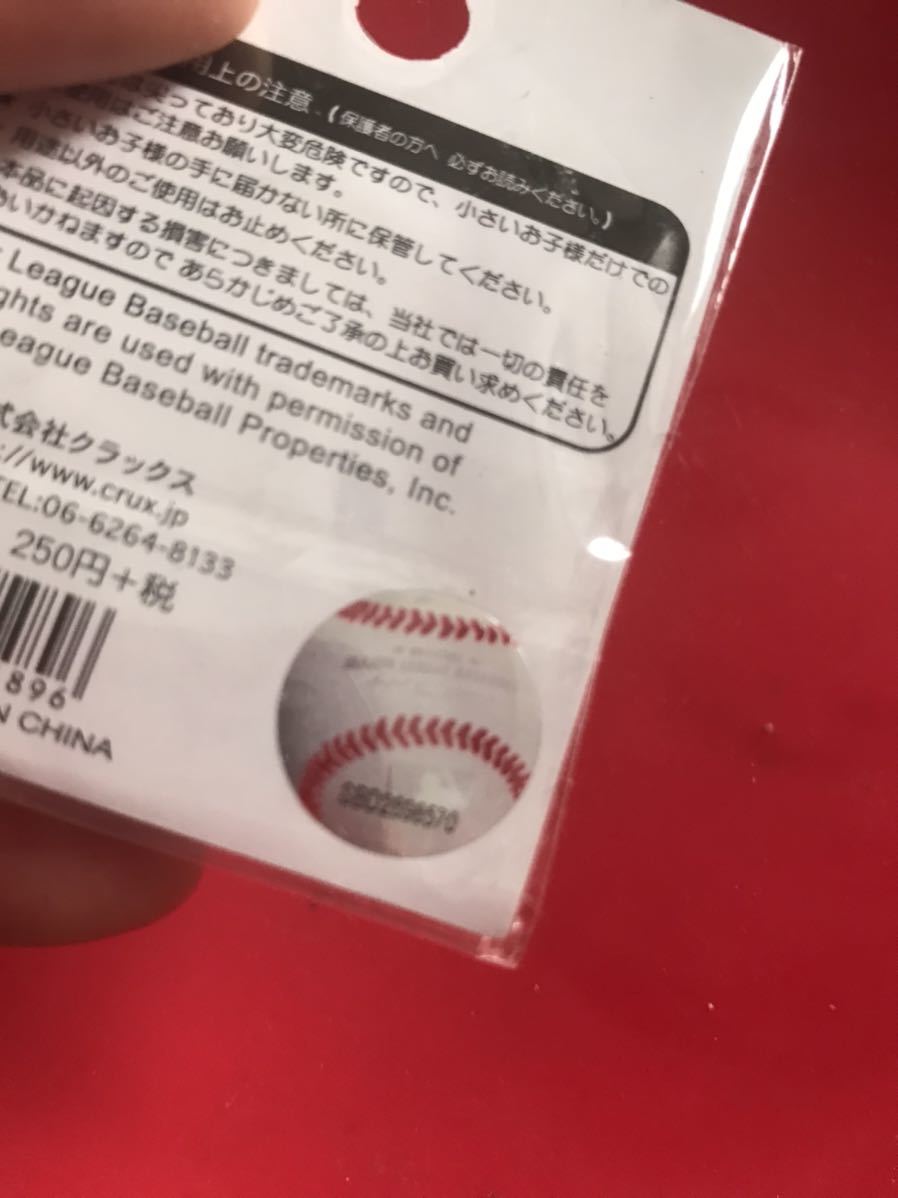 用上の注意 (保護者の方へ 必ずお読みください。)
は尖っており大変危険ですので、小さいお子様だけでの
使用はご注意お願いします。
小さいお子様の手に届かない所に保管してください。
用途以外のご使用はお止めください。
本品に起因する損害につきましては、当社では一切の責任を
負いかねますので あらかじめご了承の上お買い求めください。
League Baseball trademarks and
ghts are used with permission of
eague Baseball Properties, Inc.
式会社クラックス
://www.crux.jp
TEL:06-6264-8133
250円+税
896
N CHINA